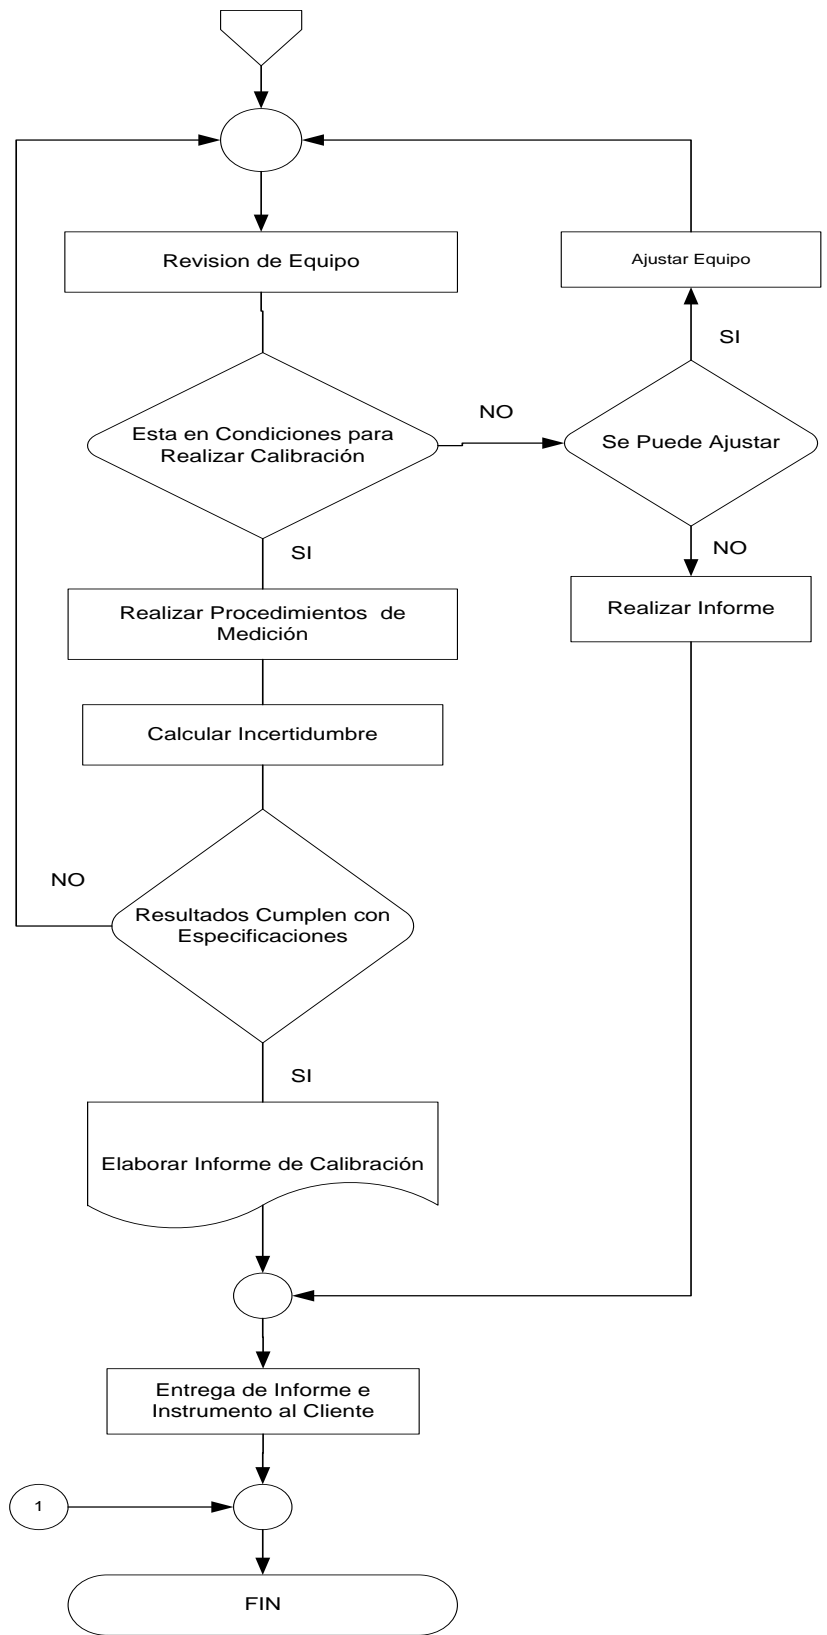 Revision de Equipo
Ajustar Equipo
SI
NO
Esta en Condiciones para
Realizar Calibración
Se Puede Ajustar
SI
NO
Realizar Procedimientos de
Medición
Realizar Informe
Calcular Incertidumbre
NO
Resultados Cumplen con
Especificaciones
SI
Elaborar Informe de Calibración
Entrega de Informe e
Instrumento al Cliente
1
FIN